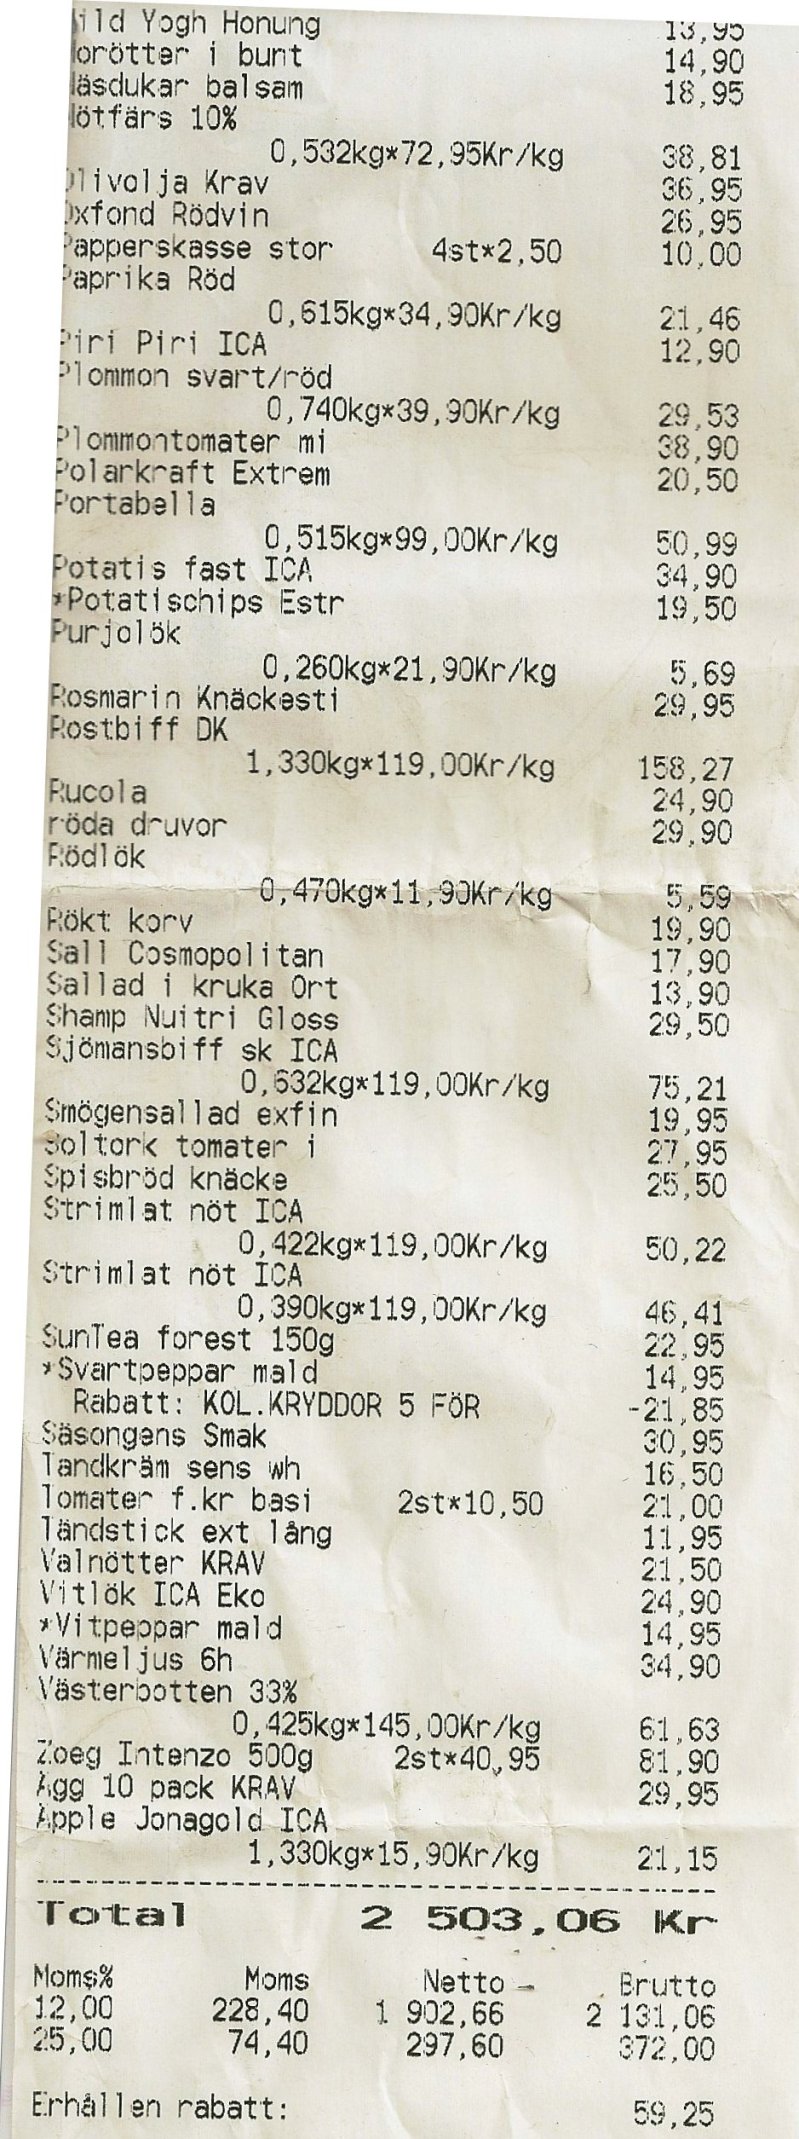 ild Yogh Honung 13,95
orötter i bunt 14,90
äsdukar balsam 18,95
ötfärs 10%
0,532kg*72,95Kr/kg 38,81
livolja Krav 36,95
xfond Rödvin 26,95
Papperskasse stor 4st*2,50 10,00
Paprika Röd
0,615kg*34,90Kr/kg 21,46
Piri Piri ICA 12,90
Plommon svart/röd
0,740kg*39,90Kr/kg 29,53
Plommontomater mi 38,90
Polarkraft Extrem 20,50
Portabella
0,515kg*99,00Kr/kg 50,99
Potatis fast ICA 34,90
*Potatischips Estr 19,50
Purjolök
0,260kg*21,90Kr/kg 5,69
Rosmarin Knäckesti 29,95
Rostbiff DK
1,330kg*119,00Kr/kg 158,27
Rucola 24,90
röda druvor 29,90
Rödlök
0,470kg*11,90Kr/kg 5,59
Rökt korv 19,90
Sall Cosmopolitan 17,90
Sallad i kruka Ort 13,90
Shamp Nuitri Gloss 29,50
Sjömansbiff sk ICA
0,632kg*119,00Kr/kg 75,21
Smögensallad exfin 19,95
Soltork tomater i 27,95
Spisbröd knäcke 25,50
Strimlat nöt ICA
0,422kg*119,00Kr/kg 50,22
Strimlat nöt ICA
0,390kg*119,00Kr/kg 46,41
SunTea forest 150g 22,95
*Svartpeppar mald 14,95
Rabatt: KOL.KRYDDOR 5 FÖR -21,85
Säsongens Smak 30,95
Tandkräm sens wh 16,50
Tomater f.kr basi 2st*10,50 21,00
Tändstick ext lång 11,95
Valnötter KRAV 21,50
Vitlök ICA Eko 24,90
*Vitpeppar mald 14,95
Värmeljus 6h 34,90
Västerbotten 33%
0,425kg*145,00Kr/kg 61,63
Zoeg Intenzo 500g 2st*40,95 81,90
Ägg 10 pack KRAV 29,95
Äpple Jonagold ICA
1,330kg*15,90Kr/kg 21,15
Total 2 503,06 Kr
Moms% Moms Netto Brutto
12,00 228,40 1 902,66 2 131,06
25,00 74,40 297,60 372,00
Erhållen rabatt: 59,25